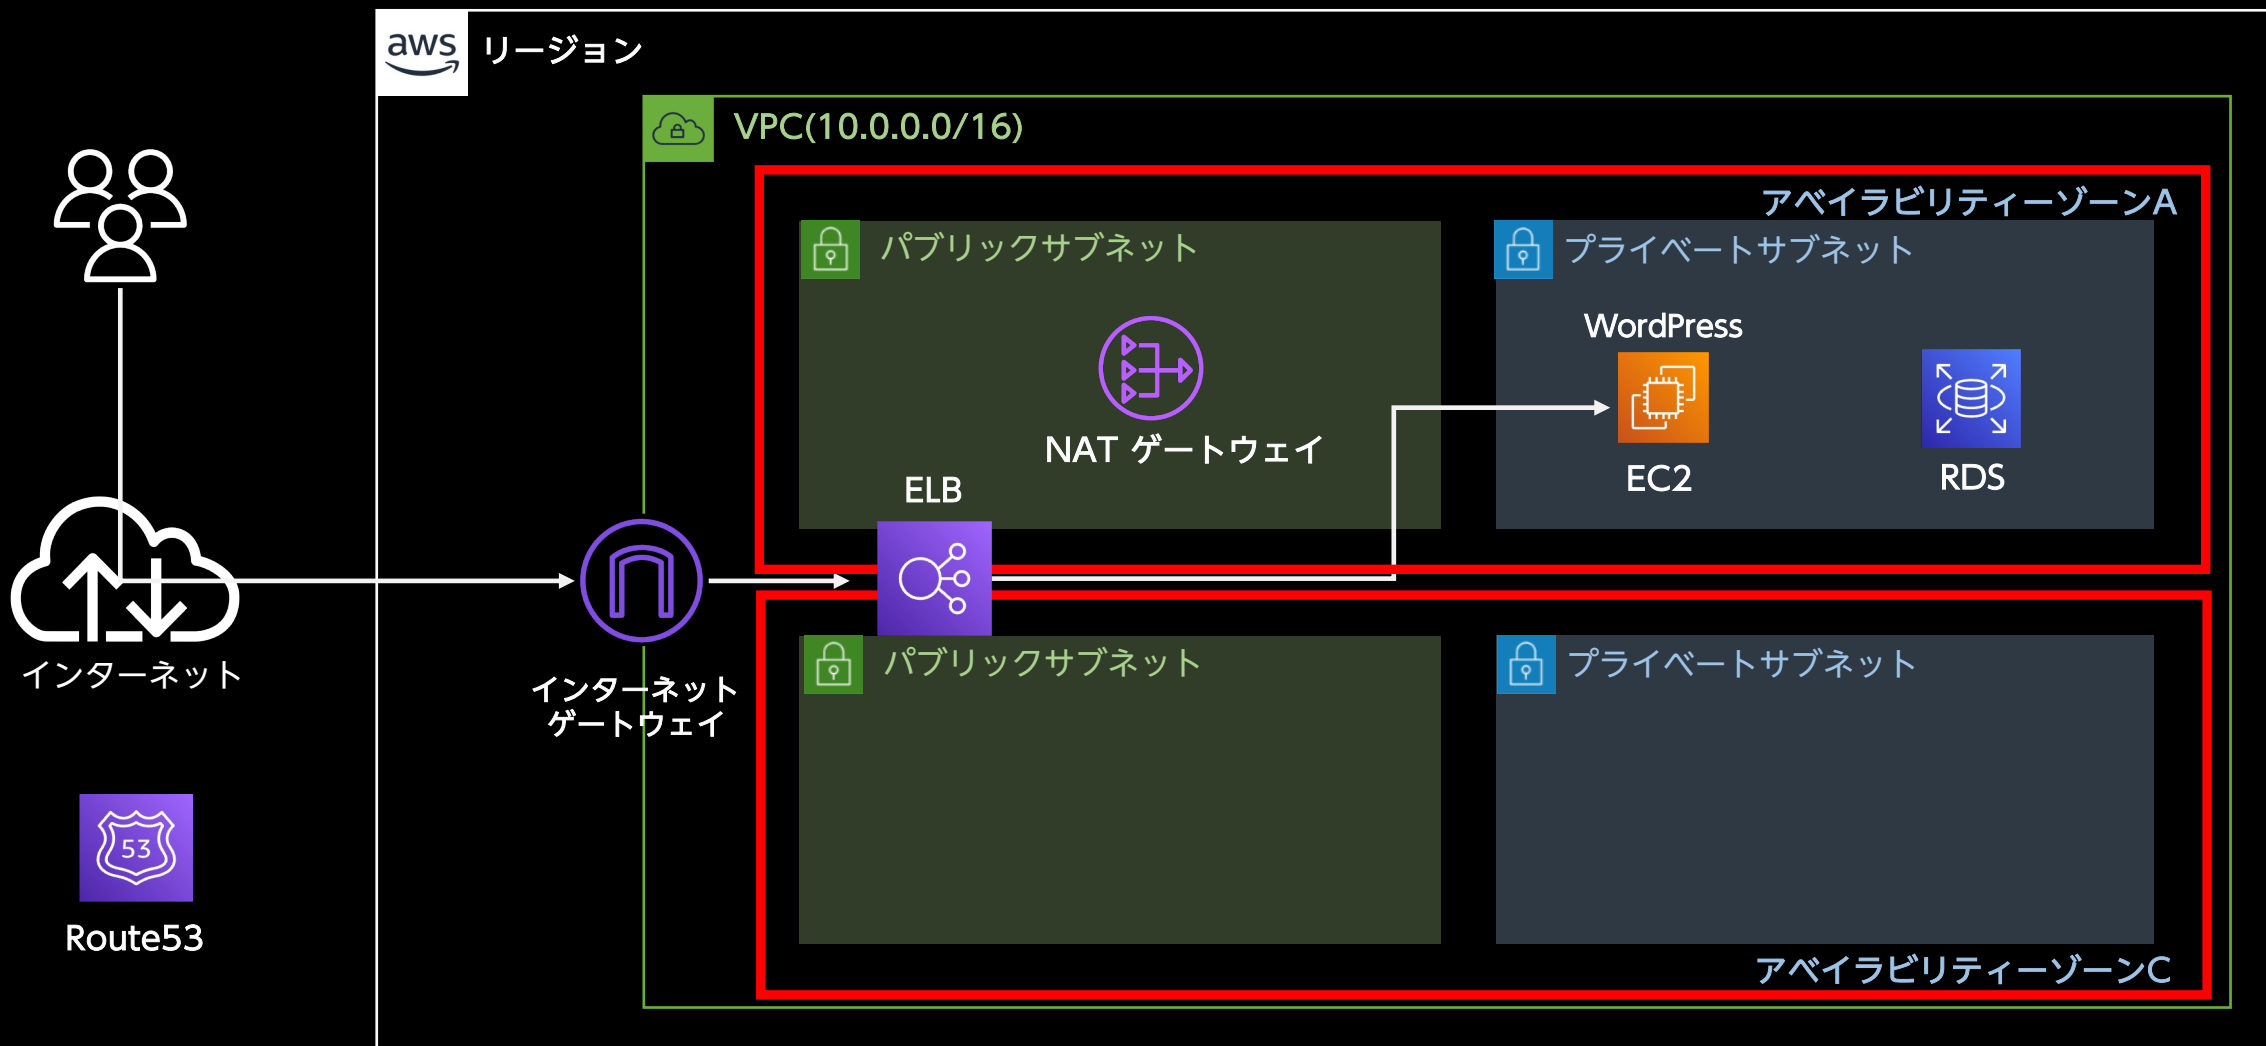 aws
リージョン
VPC(10.0.0.0/16)
アベイラビリティーゾーンA
パブリックサブネット
プライベートサブネット
WordPress
NAT ゲートウェイ
EC2
RDS
ELB
インターネット
インターネット
ゲートウェイ
パブリックサブネット
プライベートサブネット
53
Route53
アベイラビリティーゾーンC